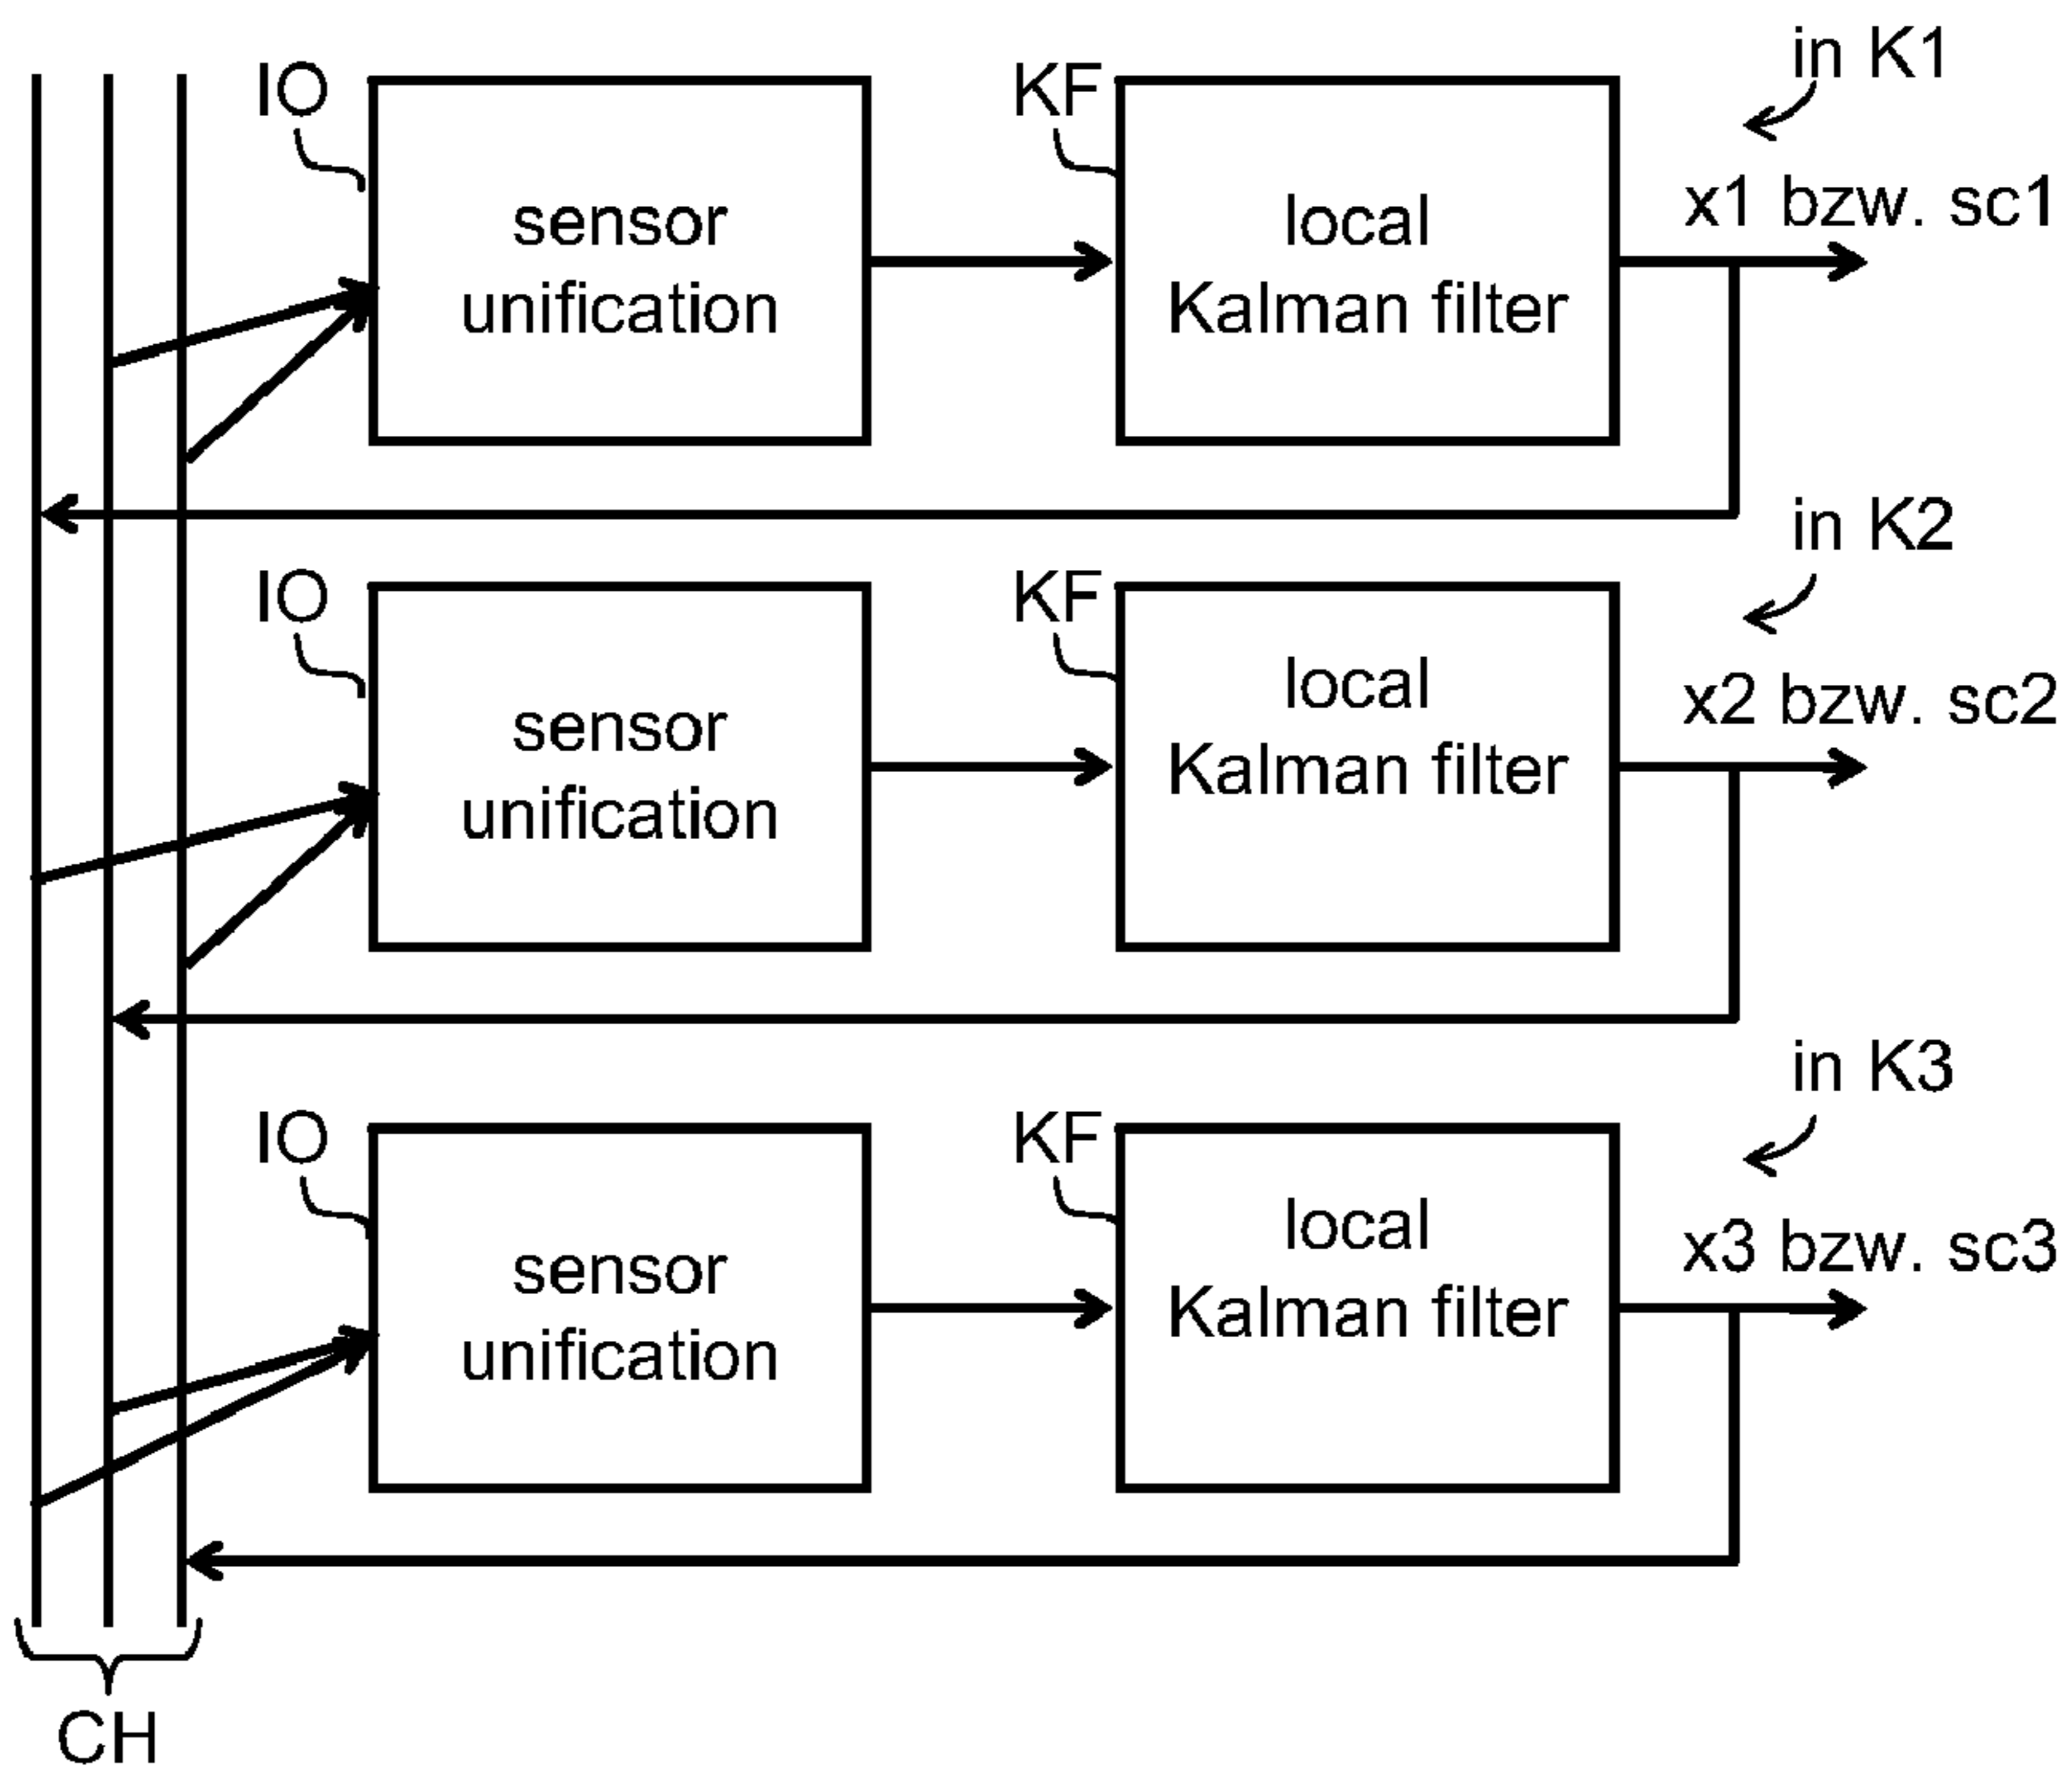 in K1
IO
KF
sensor
unification
local
Kalman filter
x1 bzw. sc1
in K2
IO
KF
sensor
unification
local
Kalman filter
x2 bzw. sc2
in K3
IO
KF
sensor
unification
local
Kalman filter
x3 bzw. sc3
CH